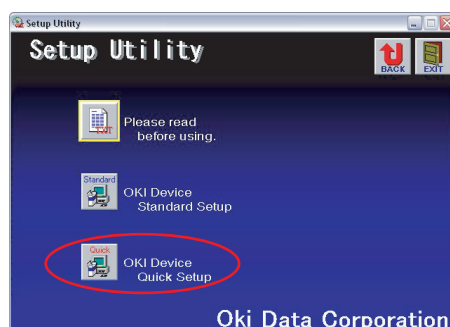 Setup Utility
Setup Utility
BACK
EXIT
TXT
Please read
before using.
Standard
OKI Device
Standard Setup
Quick
OKI Device
Quick Setup
Oki Data Corporation